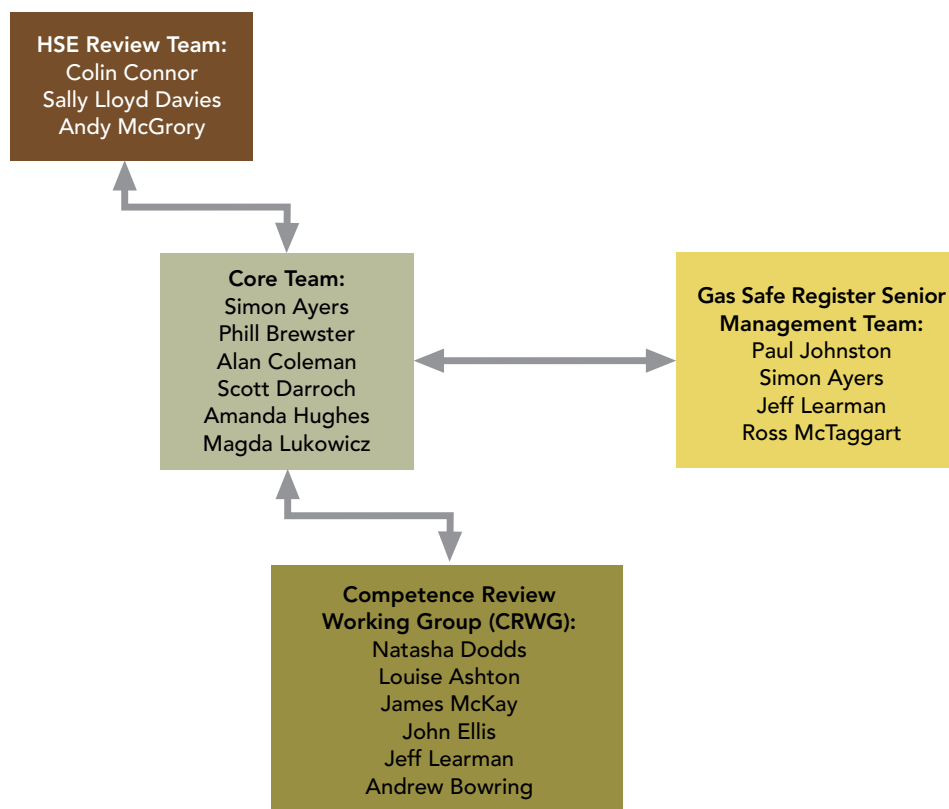 HSE Review Team:
Colin Connor
Sally Lloyd Davies
Andy McGrory
Core Team:
Simon Ayers
Phill Brewster
Alan Coleman
Scott Darroch
Amanda Hughes
Magda Lukowicz
Gas Safe Register Senior
Management Team:
Paul Johnston
Simon Ayers
Jeff Learman
Ross McTaggart
Competence Review
Working Group (CRWG):
Natasha Dodds
Louise Ashton
James McKay
John Ellis
Jeff Learman
Andrew Bowring